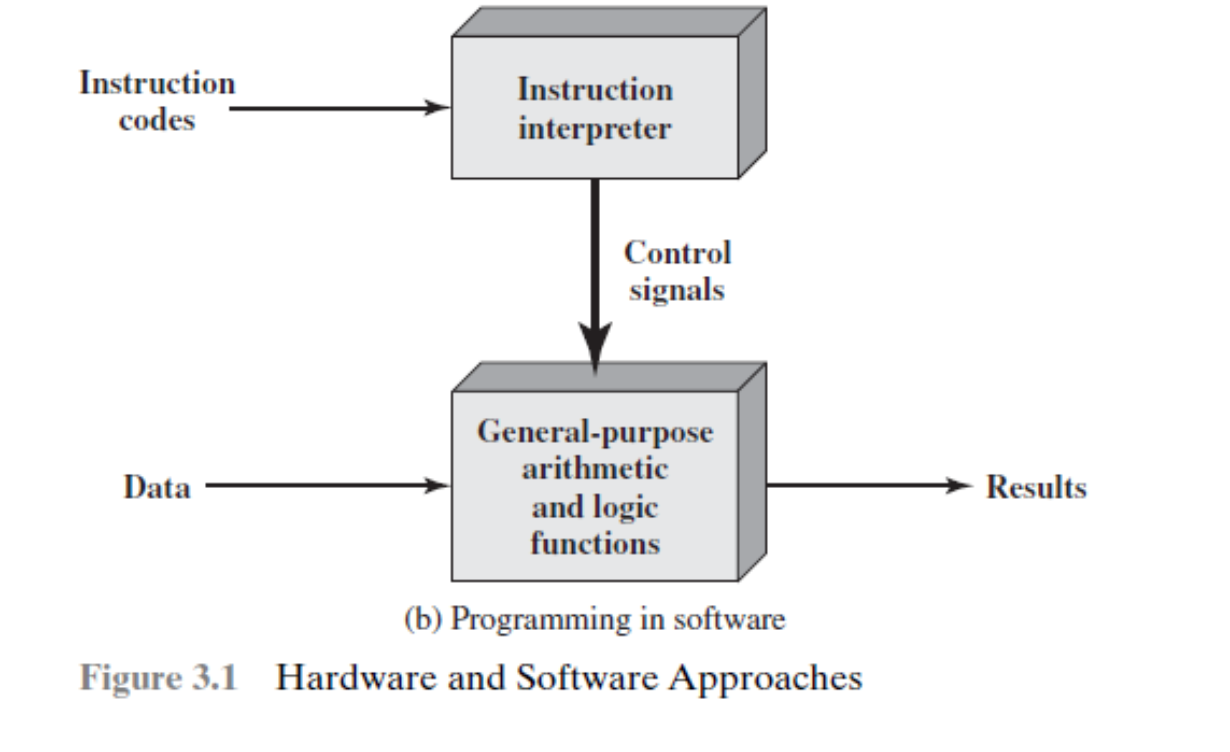 Instruction
codes
Instruction
interpreter
Control
signals
General-purpose
arithmetic
and logic
functions
Data
Results
(b) Programming in software
Figure 3.1 Hardware and Software Approaches